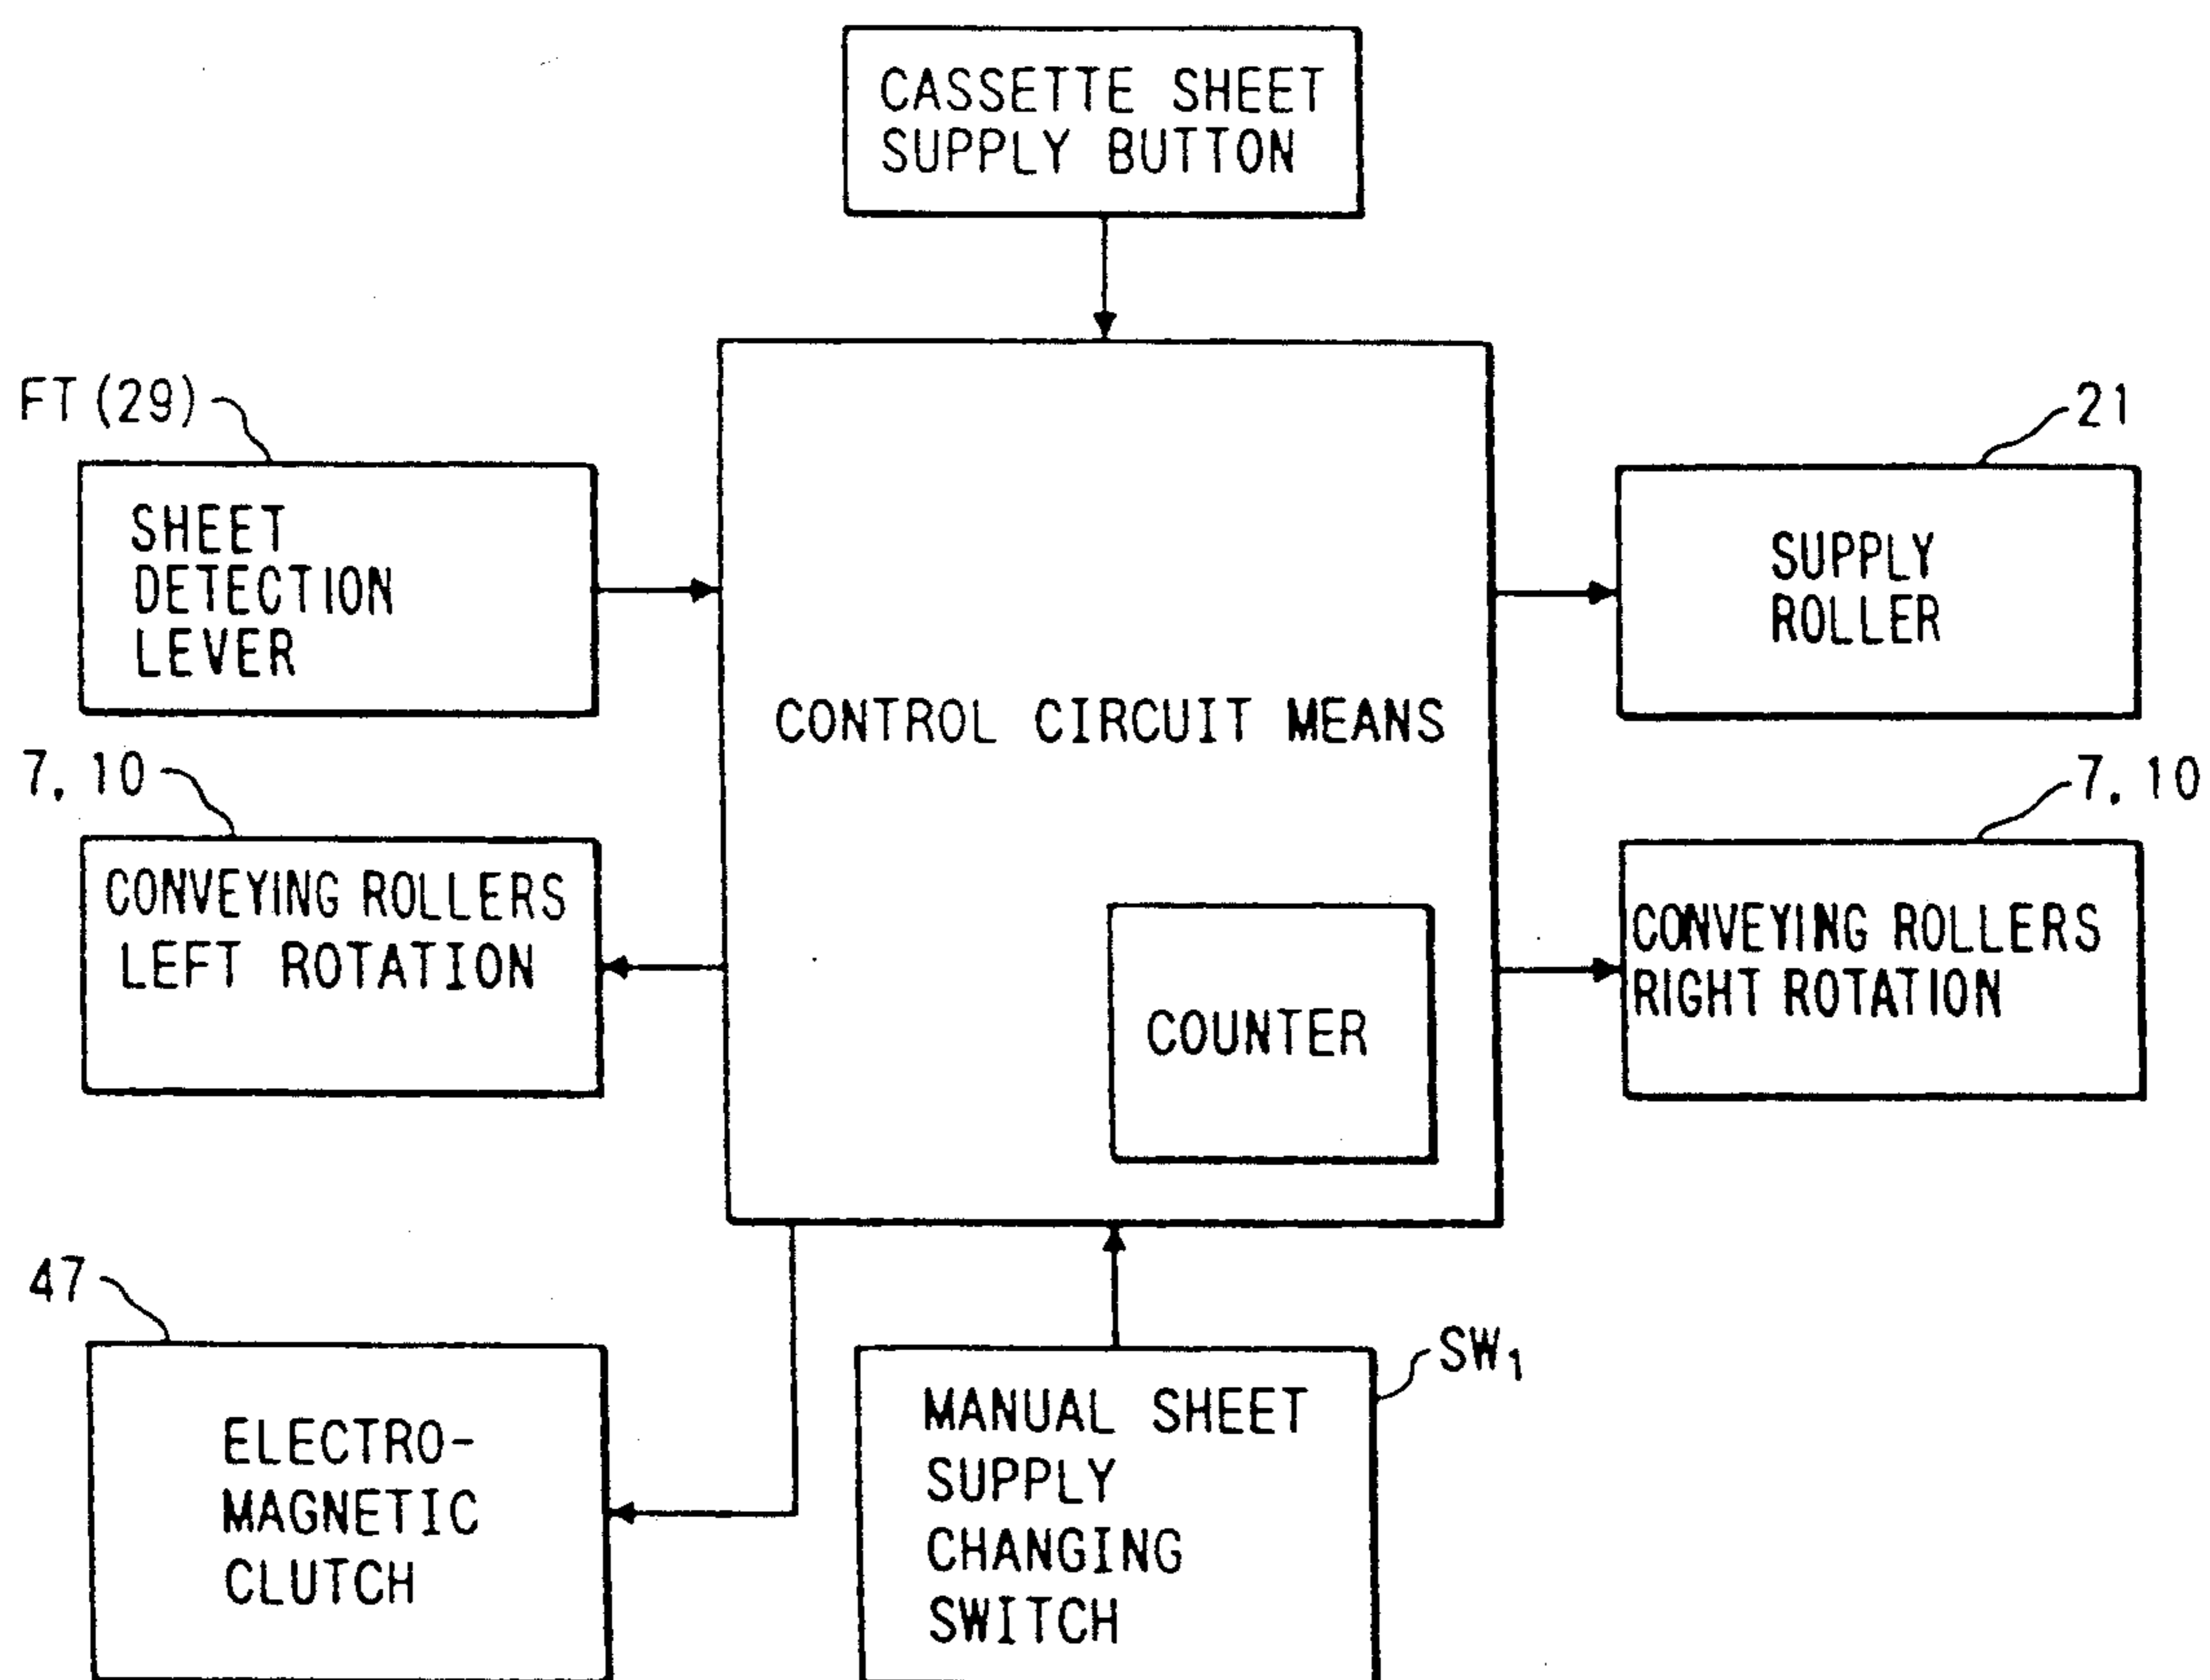 CASSETTE SHEET
SUPPLY BUTTON
FT (29)
SHEET
DETECTION
LEVER
21
SUPPLY
ROLLER
CONTROL CIRCUIT MEANS
7, 10
CONVEYING ROLLERS
LEFT ROTATION
7, 10
CONVEYING ROLLERS
RIGHT ROTATION
COUNTER
47
ELECTRO-
MAGNETIC
CLUTCH
SW₁
MANUAL SHEET
SUPPLY
CHANGING
SWITCH